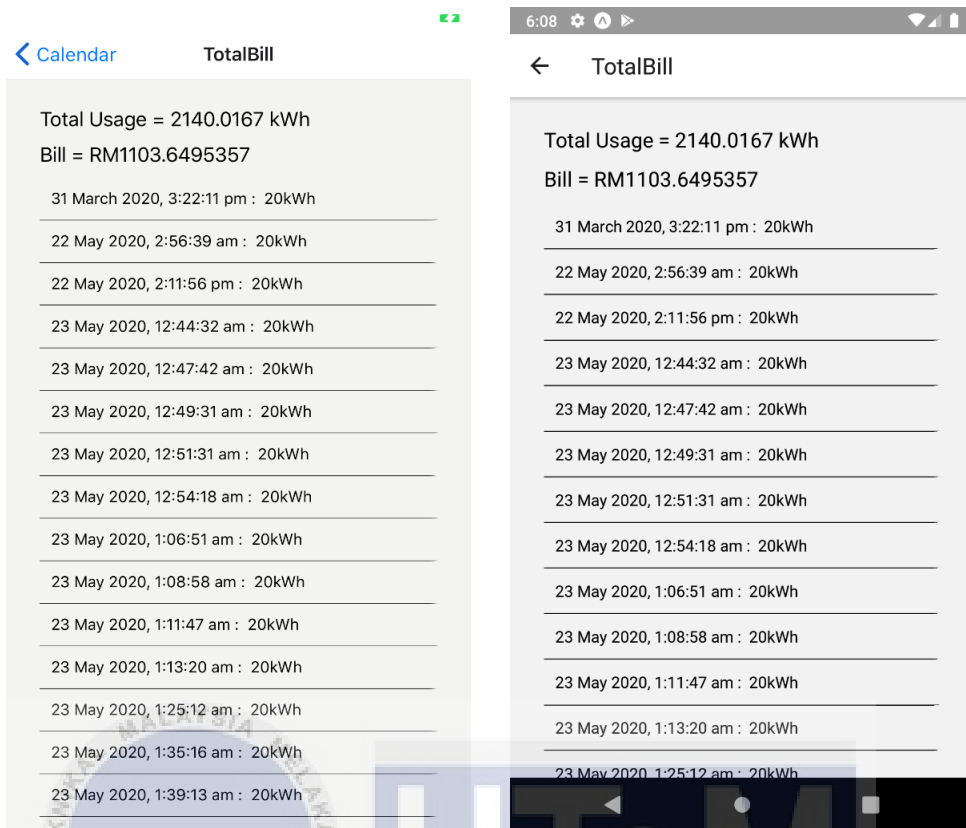 Calendar
TotalBill
Total Usage = 2140.0167 kWh
Bill = RM1103.6495357
31 March 2020, 3:22:11 pm : 20kWh
22 May 2020, 2:56:39 am : 20kWh
22 May 2020, 2:11:56 pm : 20kWh
23 May 2020, 12:44:32 am : 20kWh
23 May 2020, 12:47:42 am : 20kWh
23 May 2020, 12:49:31 am : 20kWh
23 May 2020, 12:51:31 am : 20kWh
23 May 2020, 12:54:18 am : 20kWh
23 May 2020, 1:06:51 am : 20kWh
23 May 2020, 1:08:58 am : 20kWh
23 May 2020, 1:11:47 am : 20kWh
23 May 2020, 1:13:20 am : 20kWh
23 May 2020, 1:25:12 am : 20kWh
23 May 2020, 1:35:16 am : 20kWh
23 May 2020, 1:39:13 am : 20kWh
6:08
TotalBill
Total Usage = 2140.0167 kWh
Bill = RM1103.6495357
31 March 2020, 3:22:11 pm : 20kWh
22 May 2020, 2:56:39 am : 20kWh
22 May 2020, 2:11:56 pm : 20kWh
23 May 2020, 12:44:32 am : 20kWh
23 May 2020, 12:47:42 am : 20kWh
23 May 2020, 12:49:31 am : 20kWh
23 May 2020, 12:51:31 am : 20kWh
23 May 2020, 12:54:18 am : 20kWh
23 May 2020, 1:06:51 am : 20kWh
23 May 2020, 1:08:58 am : 20kWh
23 May 2020, 1:11:47 am : 20kWh
23 May 2020, 1:13:20 am : 20kWh
23 May 2020, 1:25:12 am : 20kWh
MALAYSIA